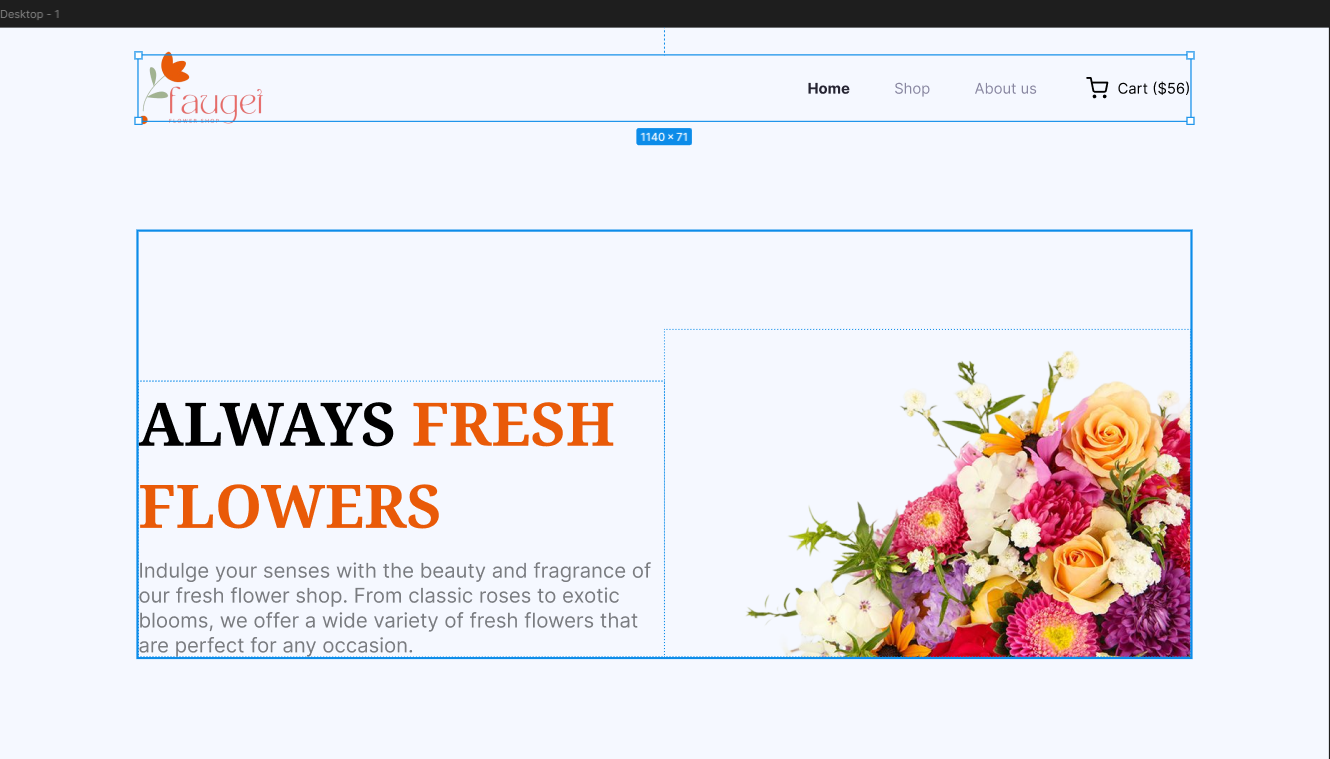 Desktop - 1
fauget
FLOWER SHOP
Home
Shop
About us
Cart ($56)
1140 × 71
ALWAYS FRESH
FLOWERS
Indulge your senses with the beauty and fragrance of
our fresh flower shop. From classic roses to exotic
blooms, we offer a wide variety of fresh flowers that
are perfect for any occasion.